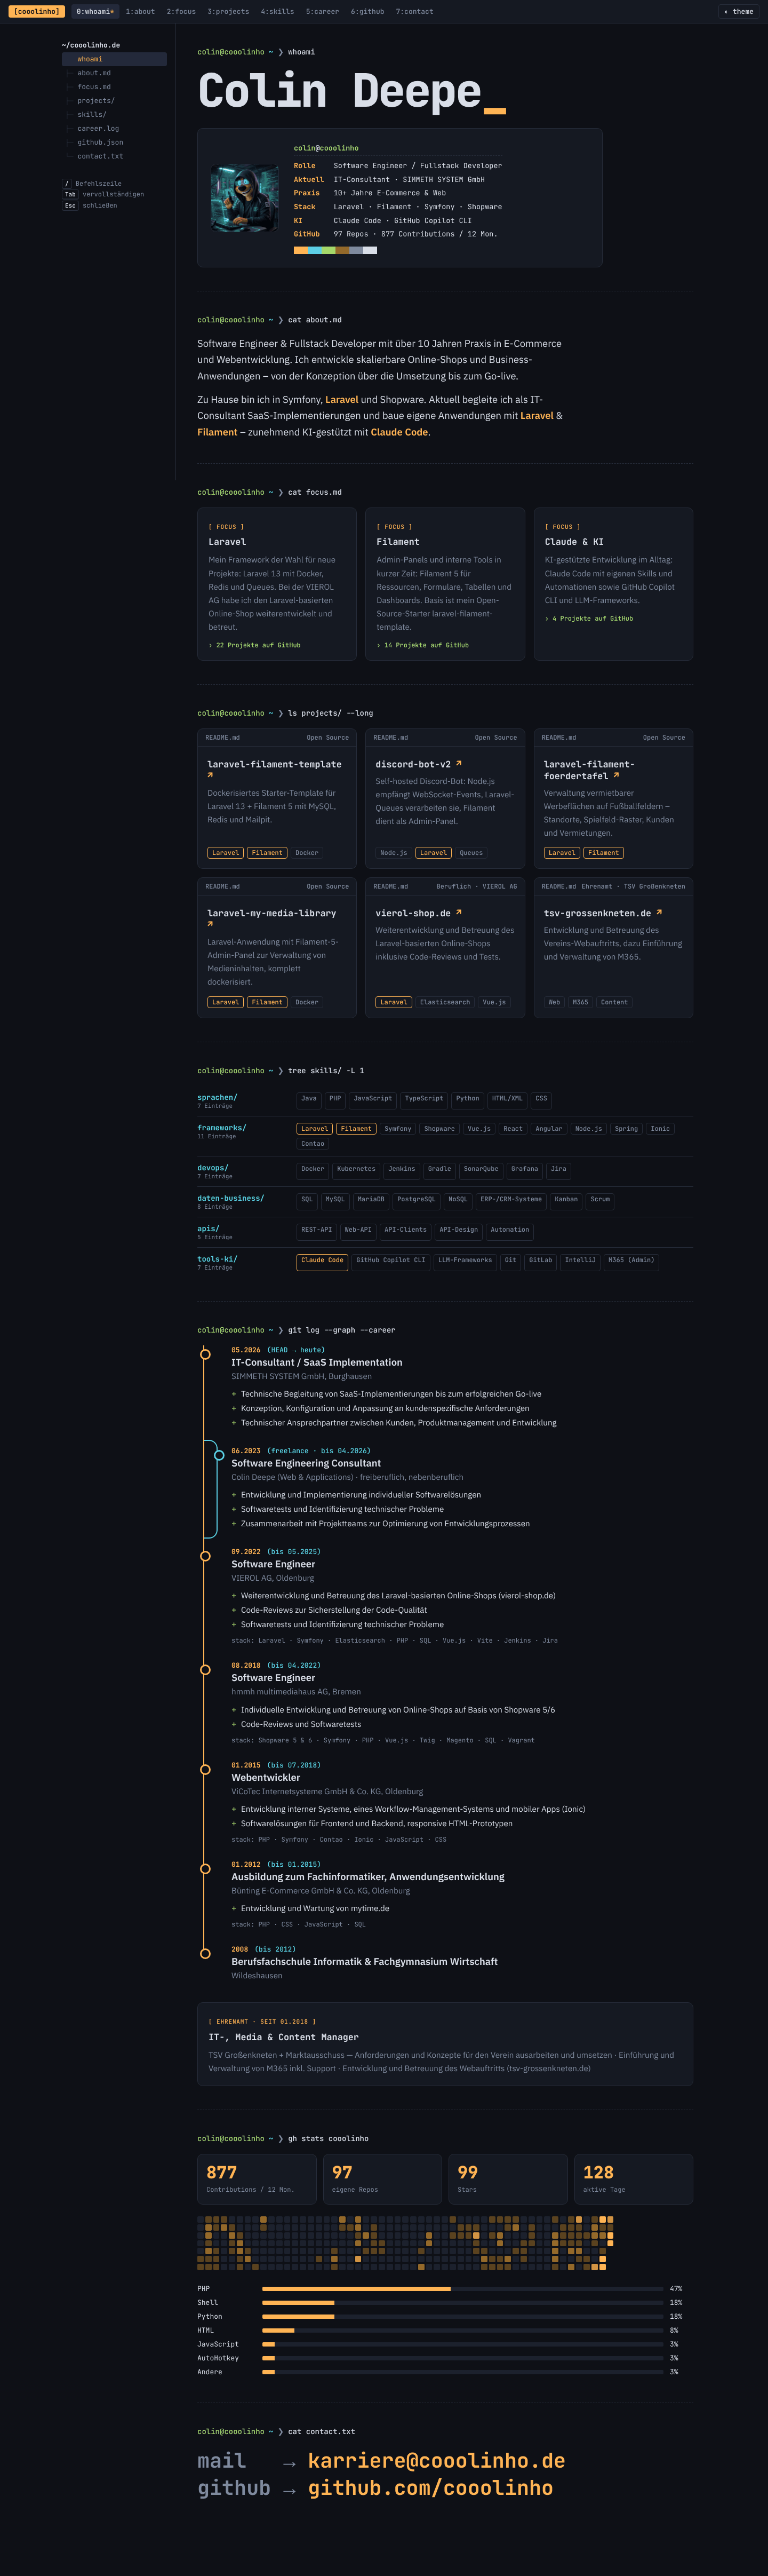 [cooolinho] 0:whoami* 1:about 2:focus 3:projects 4:skills 5:career 6:github 7:contact theme
~/cooolinho.de
whoami
about.md
focus.md
projects/
skills/
career.log
github.json
contact.txt
/ Befehlszeile
Tab vervollständigen
Esc schließen
colin@cooolinho ~ ❯ whoami
Colin Deepe_
colin@cooolinho
Rolle Software Engineer / Fullstack Developer
Aktuell IT-Consultant · SIMMETH SYSTEM GmbH
Praxis 10+ Jahre E-Commerce & Web
Stack Laravel · Filament · Symfony · Shopware
KI Claude Code · GitHub Copilot CLI
GitHub 97 Repos · 877 Contributions / 12 Mon.
colin@cooolinho ~ ❯ cat about.md
Software Engineer & Fullstack Developer mit über 10 Jahren Praxis in E-Commerce
und Webentwicklung. Ich entwickle skalierbare Online-Shops und Business-
Anwendungen – von der Konzeption über die Umsetzung bis zum Go-live.
Zu Hause bin ich in Symfony, Laravel und Shopware. Aktuell begleite ich als IT-
Consultant SaaS-Implementierungen und baue eigene Anwendungen mit Laravel &
Filament – zunehmend KI-gestützt mit Claude Code.
colin@cooolinho ~ ❯ cat focus.md
[ FOCUS ]
Laravel
Mein Framework der Wahl für neue
Projekte: Laravel 13 mit Docker,
Redis und Queues. Bei der VIEROL
AG habe ich den Laravel-basierten
Online-Shop weiterentwickelt und
betreut.
› 22 Projekte auf GitHub
[ FOCUS ]
Filament
Admin-Panels und interne Tools in
kurzer Zeit: Filament 5 für
Ressourcen, Formulare, Tabellen und
Dashboards. Basis ist mein Open-
Source-Starter laravel-filament-
template.
› 14 Projekte auf GitHub
[ FOCUS ]
Claude & KI
KI-gestützte Entwicklung im Alltag:
Claude Code mit eigenen Skills und
Automationen sowie GitHub Copilot
CLI und LLM-Frameworks.
› 4 Projekte auf GitHub
colin@cooolinho ~ ❯ ls projects/ --long
README.md Open Source
laravel-filament-template
↗
Dockerisiertes Starter-Template für
Laravel 13 + Filament 5 mit MySQL,
Redis und Mailpit.
Laravel Filament Docker
README.md Open Source
discord-bot-v2 ↗
Self-hosted Discord-Bot: Node.js
empfängt WebSocket-Events, Laravel-
Queues verarbeiten sie, Filament
dient als Admin-Panel.
Node.js Laravel Queues
README.md Open Source
laravel-filament-
foerdertafel ↗
Verwaltung vermietbarer
Werbeflächen auf Fußballfeldern –
Standorte, Spielfeld-Raster, Kunden
und Vermietungen.
Laravel Filament
README.md Open Source
laravel-my-media-library
↗
Laravel-Anwendung mit Filament-5-
Admin-Panel zur Verwaltung von
Medieninhalten, komplett
dockerisiert.
Laravel Filament Docker
README.md Beruflich · VIEROL AG
vierol-shop.de ↗
Weiterentwicklung und Betreuung des
Laravel-basierten Online-Shops
inklusive Code-Reviews und Tests.
Laravel Elasticsearch Vue.js
README.md Ehrenamt · TSV Großenkneten
tsv-grossenkneten.de ↗
Entwicklung und Betreuung des
Vereins-Webauftritts, dazu Einführung
und Verwaltung von M365.
Web M365 Content
colin@cooolinho ~ ❯ tree skills/ -L 1
sprachen/ Java PHP JavaScript TypeScript Python HTML/XML CSS
7 Einträge
frameworks/ Laravel Filament Symfony Shopware Vue.js React Angular Node.js Spring Ionic
11 Einträge
Contao
devops/ Docker Kubernetes Jenkins Gradle SonarQube Grafana Jira
7 Einträge
daten-business/ SQL MySQL MariaDB PostgreSQL NoSQL ERP-/CRM-Systeme Kanban Scrum
8 Einträge
apis/ REST-API Web-API API-Clients API-Design Automation
5 Einträge
tools-ki/ Claude Code GitHub Copilot CLI LLM-Frameworks Git GitLab IntelliJ M365 (Admin)
7 Einträge
colin@cooolinho ~ ❯ git log --graph --career
05.2026 (HEAD → heute)
IT-Consultant / SaaS Implementation
SIMMETH SYSTEM GmbH, Burghausen
+ Technische Begleitung von SaaS-Implementierungen bis zum erfolgreichen Go-live
+ Konzeption, Konfiguration und Anpassung an kundenspezifische Anforderungen
+ Technischer Ansprechpartner zwischen Kunden, Produktmanagement und Entwicklung
06.2023 (freelance · bis 04.2026)
Software Engineering Consultant
Colin Deepe (Web & Applications) · freiberuflich, nebenberuflich
+ Entwicklung und Implementierung individueller Softwarelösungen
+ Softwaretests und Identifizierung technischer Probleme
+ Zusammenarbeit mit Projektteams zur Optimierung von Entwicklungsprozessen
09.2022 (bis 05.2025)
Software Engineer
VIEROL AG, Oldenburg
+ Weiterentwicklung und Betreuung des Laravel-basierten Online-Shops (vierol-shop.de)
+ Code-Reviews zur Sicherstellung der Code-Qualität
+ Softwaretests und Identifizierung technischer Probleme
stack: Laravel · Symfony · Elasticsearch · PHP · SQL · Vue.js · Vite · Jenkins · Jira
08.2018 (bis 04.2022)
Software Engineer
hmmh multimediahaus AG, Bremen
+ Individuelle Entwicklung und Betreuung von Online-Shops auf Basis von Shopware 5/6
+ Code-Reviews und Softwaretests
stack: Shopware 5 & 6 · Symfony · PHP · Vue.js · Twig · Magento · SQL · Vagrant
01.2015 (bis 07.2018)
Webentwickler
ViCoTec Internetsysteme GmbH & Co. KG, Oldenburg
+ Entwicklung interner Systeme, eines Workflow-Management-Systems und mobiler Apps (Ionic)
+ Softwarelösungen für Frontend und Backend, responsive HTML-Prototypen
stack: PHP · Symfony · Contao · Ionic · JavaScript · CSS
01.2012 (bis 01.2015)
Ausbildung zum Fachinformatiker, Anwendungsentwicklung
Bünting E-Commerce GmbH & Co. KG, Oldenburg
+ Entwicklung und Wartung von mytime.de
stack: PHP · CSS · JavaScript · SQL
2008 (bis 2012)
Berufsfachschule Informatik & Fachgymnasium Wirtschaft
Wildeshausen
[ EHRENAMT · SEIT 01.2018 ]
IT-, Media & Content Manager
TSV Großenkneten + Marktausschuss — Anforderungen und Konzepte für den Verein ausarbeiten und umsetzen · Einführung und
Verwaltung von M365 inkl. Support · Entwicklung und Betreuung des Webauftritts (tsv-grossenkneten.de)
colin@cooolinho ~ ❯ gh stats cooolinho
877
Contributions / 12 Mon.
97
eigene Repos
99
Stars
128
aktive Tage
PHP 47%
Shell 18%
Python 18%
HTML 8%
JavaScript 3%
AutoHotkey 3%
Andere 3%
colin@cooolinho ~ ❯ cat contact.txt
mail → karriere@cooolinho.de
github → github.com/cooolinho